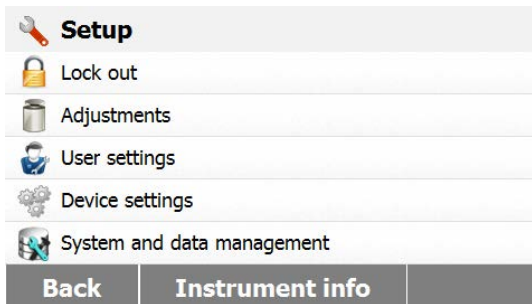 Setup
Lock out
Adjustments
User settings
Device settings
System and data management
Back Instrument info